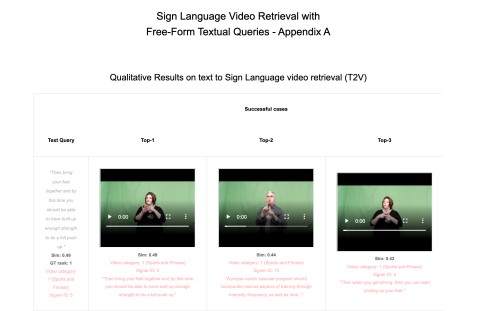 Sign Language Video Retrieval with
Free-Form Textual Queries - Appendix A
Qualitative Results on text to Sign Language video retrieval (T2V)
Successful cases
Text Query
Top-1
Top-2
Top-3
"Then bring
your feet
together and by
this time you
should be able
to have built up
enough strength
to do a full push
up."
Sim: 0.49
GT rank: 1
Video category:
1 (Sports and
Fitness)
Signer ID: 5
0:00
Sim: 0.49
Video category: 1 (Sports and Fitness)
Signer ID: 5
"Then bring your feet together and by this time
you should be able to have built up enough
strength to do a full push up."
0:00
Sim: 0.44
Video category: 1 (Sports and Fitness)
Signer ID:
"A proper
muscular program should
incorporate various aspects of training through
intensity, frequency, as well as time
0:00
Sim: 0.43
Video category: 1 (Sports and Fitness)
Signer ID:
"Then when you get strong, then you can start
your feet."